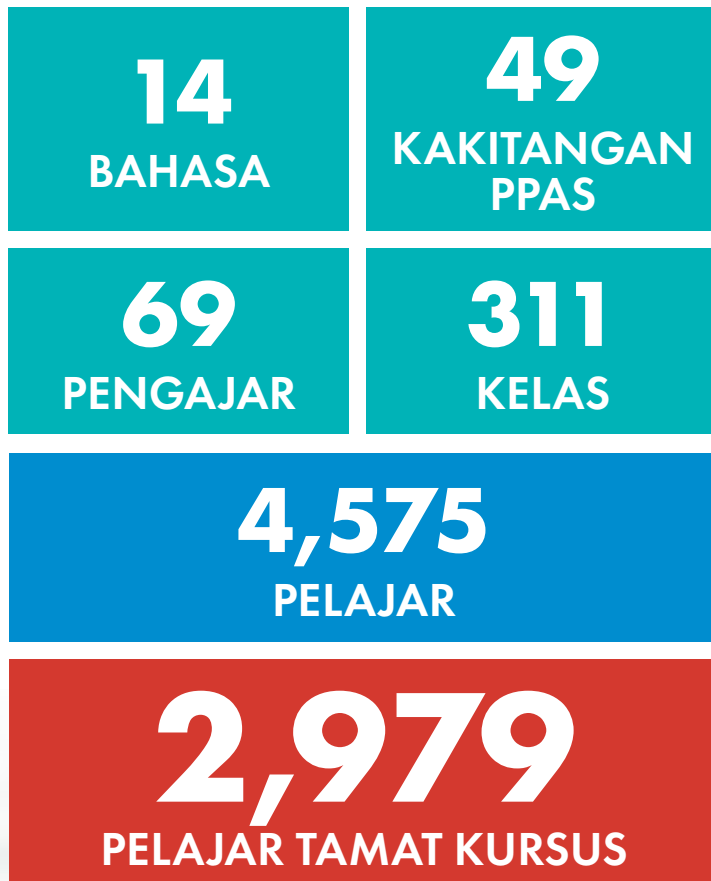 14
BAHASA
49
KAKITANGAN
PPAS
69
PENGAJAR
311
KELAS
4,575
PELAJAR
2,979
PELAJAR TAMAT KURSUS